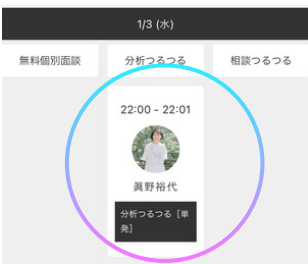 1/3 (水)
無料個別面談 分析つるつる 相談つるつる
22:00 - 22:01
眞野裕代
分析つるつる［単
発］